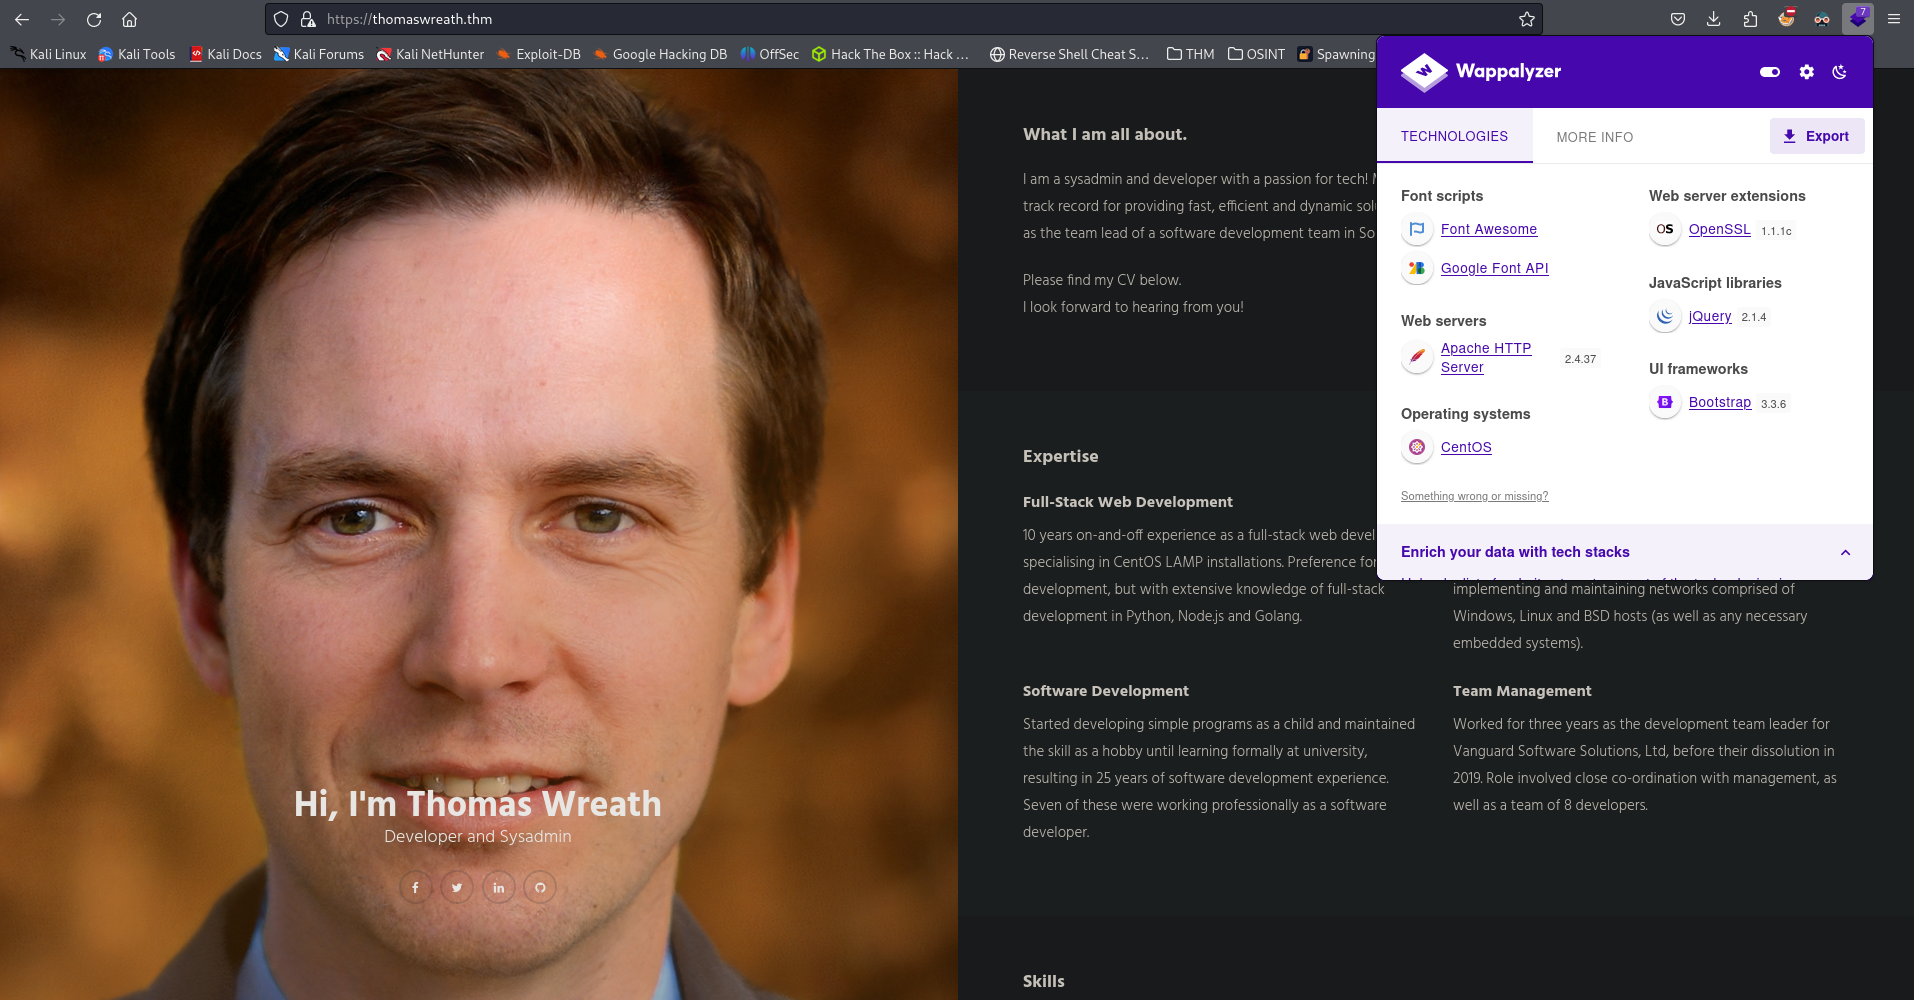 https://thomaswreath.thm
7
Kali Linux
Kali Tools
Kali Docs
Kali Forums
Kali NetHunter
Exploit-DB
Google Hacking DB
OffSec
Hack The Box :: Hack ...
Reverse Shell Cheat S...
THM
OSINT
Spawning
Hi, I'm Thomas Wreath
Developer and Sysadmin
What I am all about.
I am a sysadmin and developer with a passion for tech!
track record for providing fast, efficient and dynamic
as the team lead of a software development team in
Please find my CV below.
I look forward to hearing from you!
Expertise
Full-Stack Web Development
10 years on-and-off experience as a full-stack web
specialising in CentOS LAMP installations. Preference
development, but with extensive knowledge of full-stack
development in Python, Node.js and Golang.
implementing and maintaining networks comprised of
Windows, Linux and BSD hosts (as well as any necessary
embedded systems).
Software Development
Started developing simple programs as a child and maintained
the skill as a hobby until learning formally at university,
resulting in 25 years of software development experience.
Seven of these were working professionally as a software
developer.
Team Management
Worked for three years as the development team leader for
Vanguard Software Solutions, Ltd, before their dissolution in
2019. Role involved close co-ordination with management, as
well as a team of 8 developers.
Skills
Wappalyzer
TECHNOLOGIES
MORE INFO
Export
Font scripts
Font Awesome
Google Font API
Web servers
Apache HTTP
Server
2.4.37
Operating systems
CentOS
Something wrong or missing?
Web server extensions
OS
OpenSSL 1.1.1c
JavaScript libraries
jQuery 2.1.4
UI frameworks
B
Bootstrap 3.3.6
Enrich your data with tech stacks